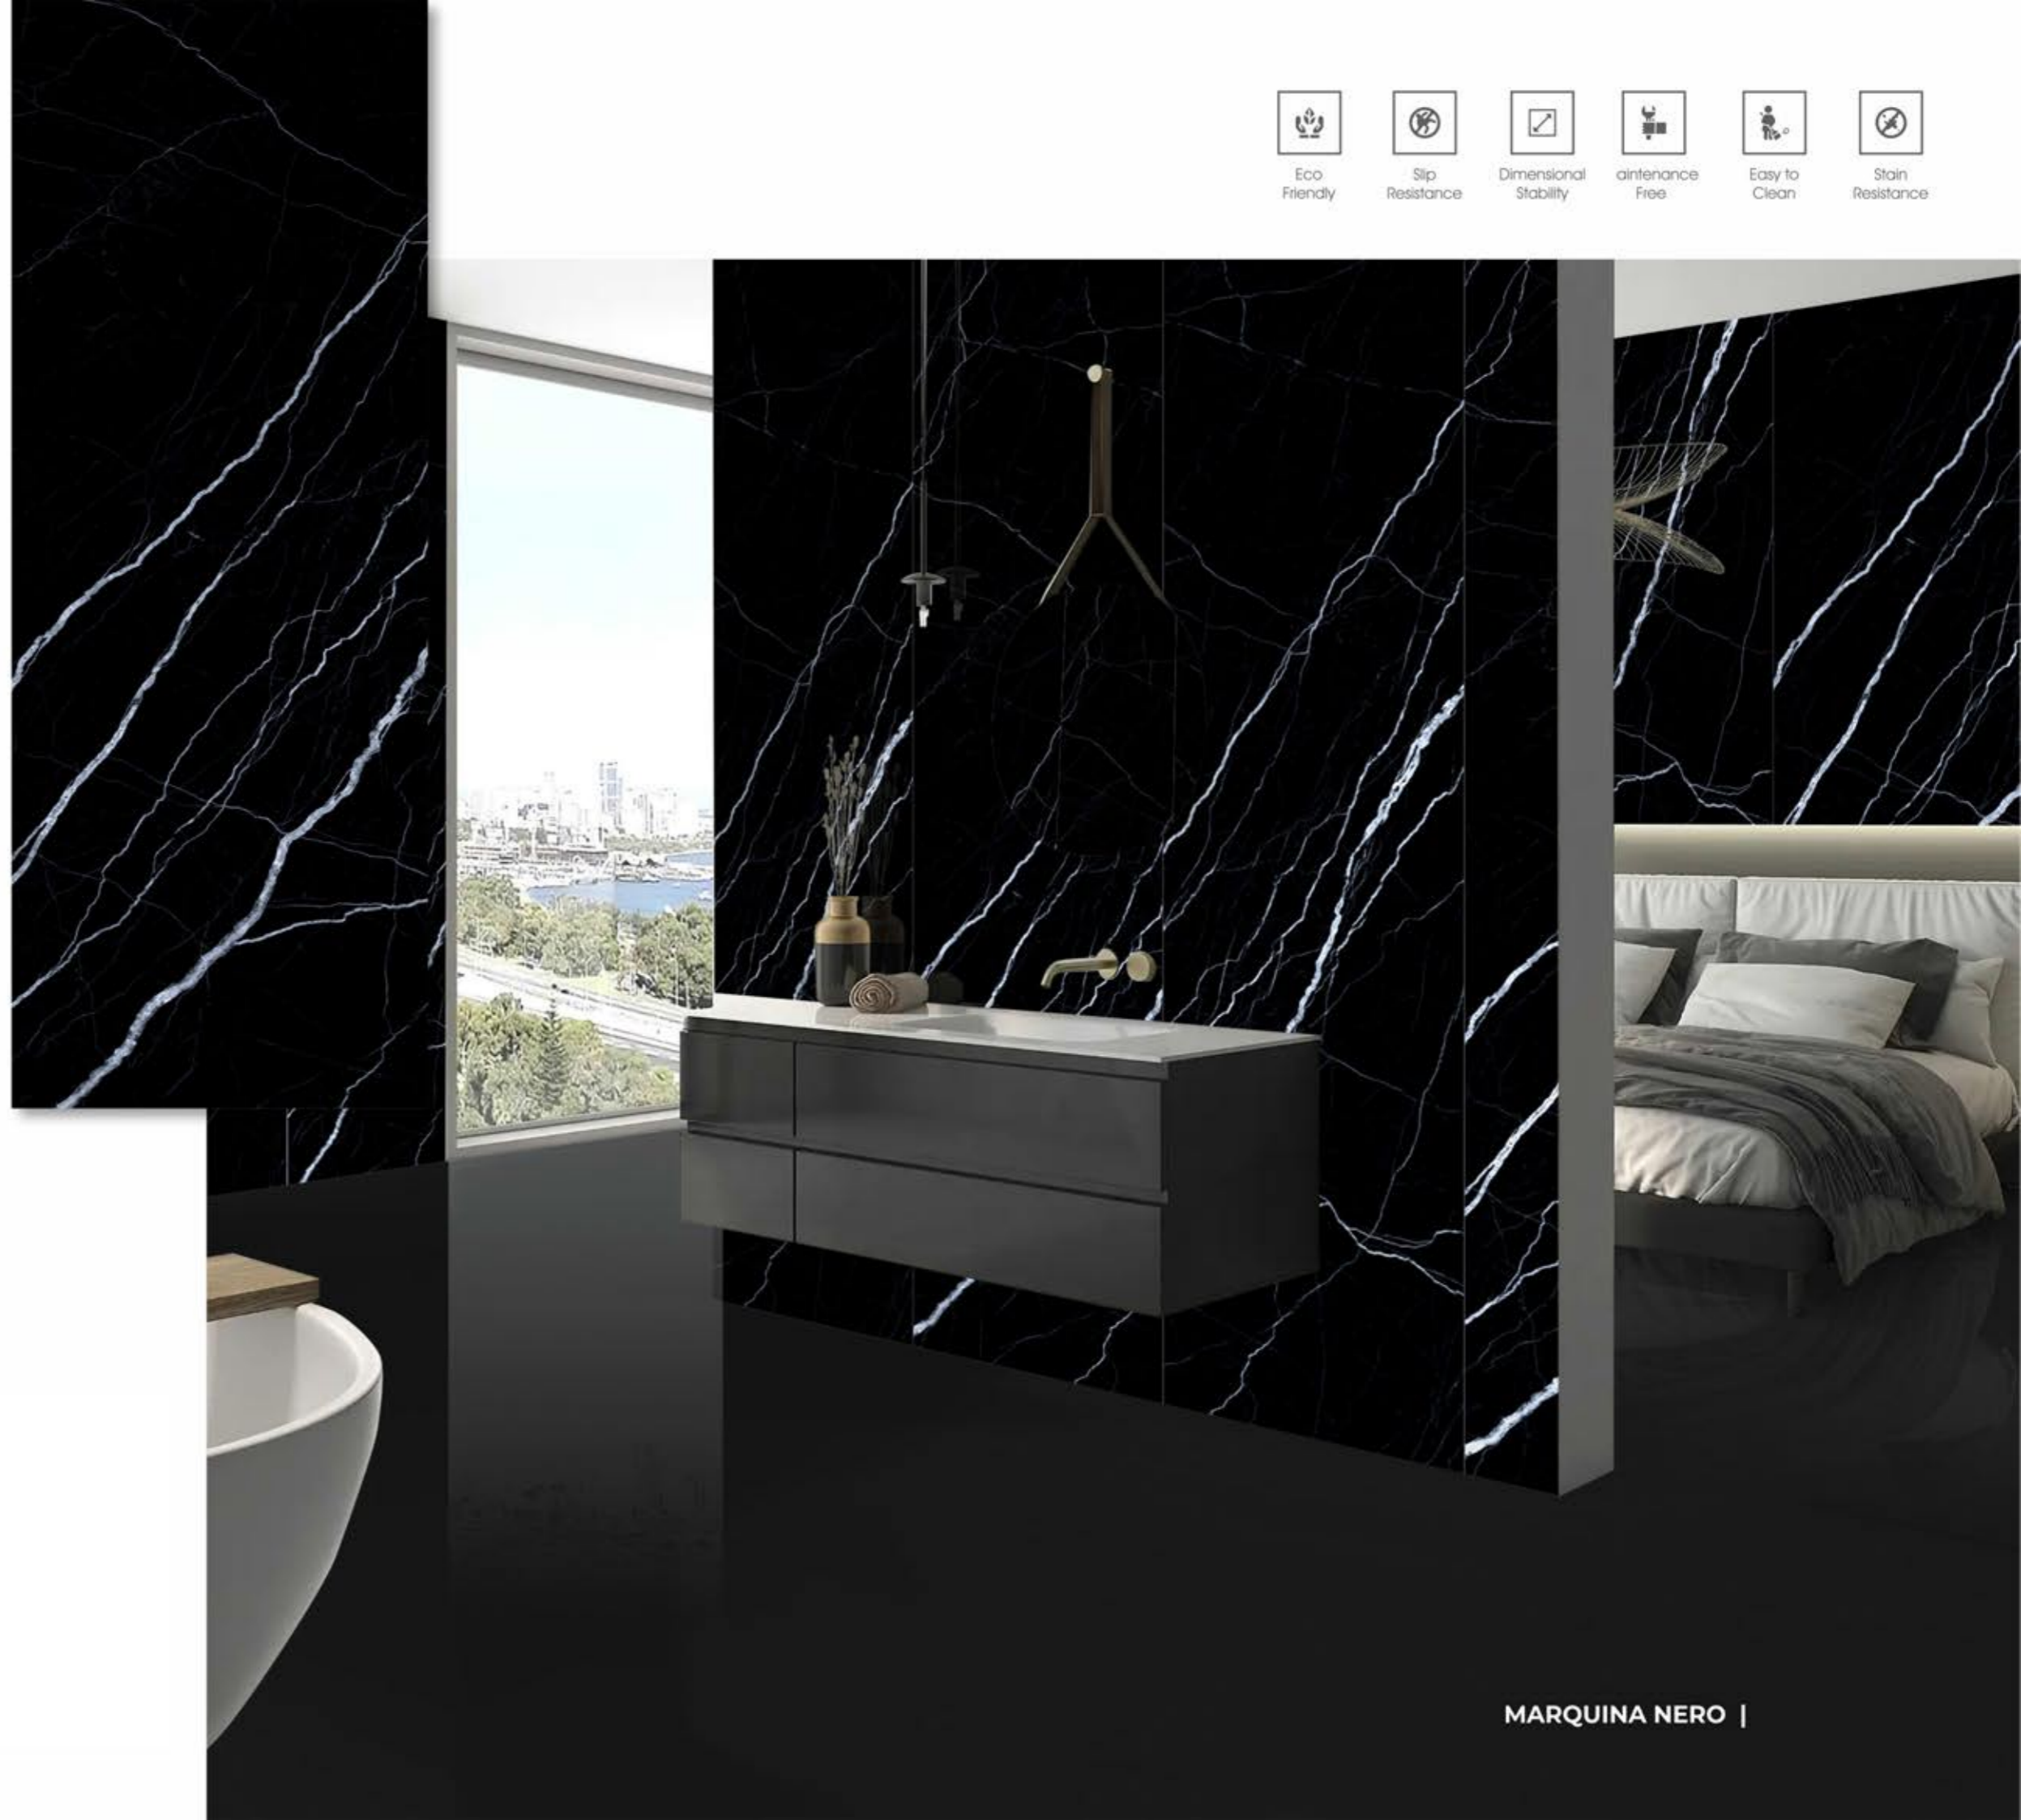 Eco
Friendly
Slip
Resistance
Dimensional
Stability
aintenance
Free
Easy to
Clean
Stain
Resistance
MARQUINA NERO |